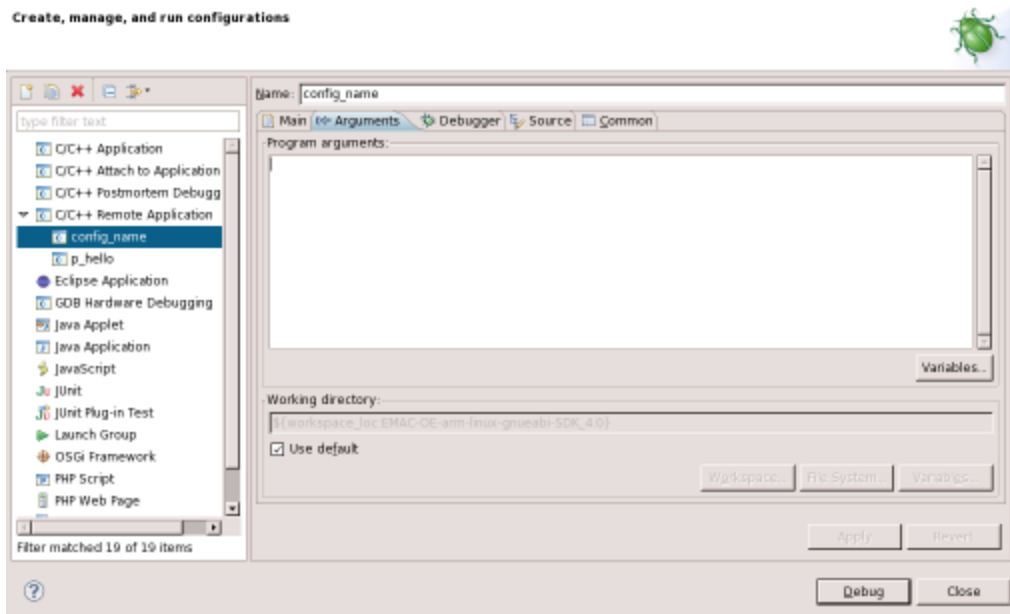 Create, manage, and run configurations
Name: config_name
type filter text
Main Arguments Debugger Source Common
Program arguments:
C/C++ Application
C/C++ Attach to Application
C/C++ Postmortem Debugg
C/C++ Remote Application
config_name
p_hello
Eclipse Application
GDB Hardware Debugging
Java Applet
Java Application
JavaScript
JUnit
JUnit Plug-in Test
Launch Group
OSGi Framework
PHP Script
PHP Web Page
Filter matched 19 of 19 items
Variables...
Working directory:
${workspace_loc:EMAC-OE-arm-linux-gnueabi-SDK_4.0}
Use default
Workspace... File System... Variables...
Apply Revert
Debug Close